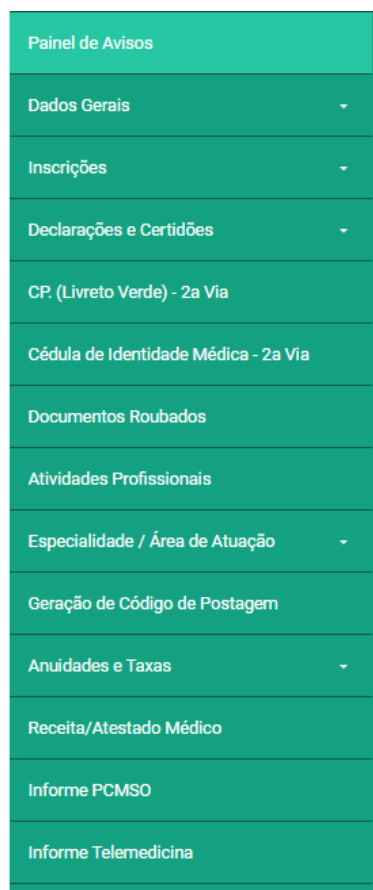 Painel de Avisos
Dados Gerais
Inscrições
Declarações e Certidões
CP. (Livreto Verde) - 2a Via
Cédula de Identidade Médica - 2a Via
Documentos Roubados
Atividades Profissionais
Especialidade / Área de Atuação
Geração de Código de Postagem
Anuidades e Taxas
Receita/Atestado Médico
Informe PCMSO
Informe Telemedicina